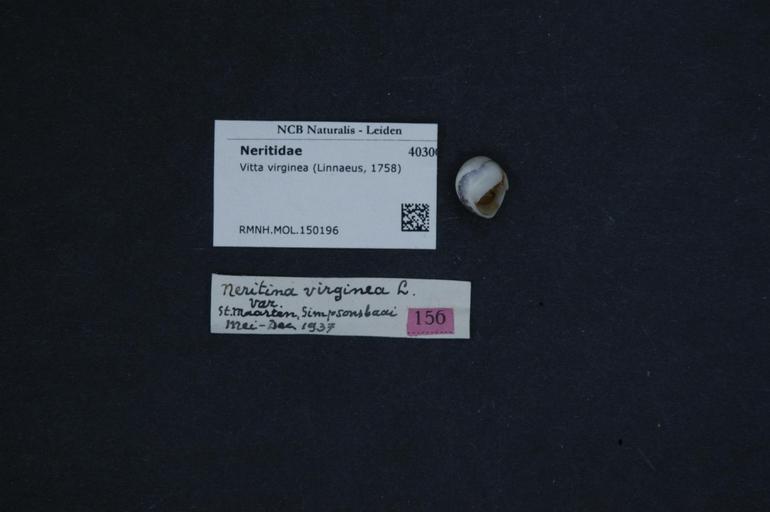 NCB Naturalis - Leiden
Neritidae 4030
Vitta virginea (Linnaeus, 1758)
RMNH.MOL.150196
Neritina virginea L.
var.
St. Maarten, Simpsonsbaai
Mei-Dec 1937
156